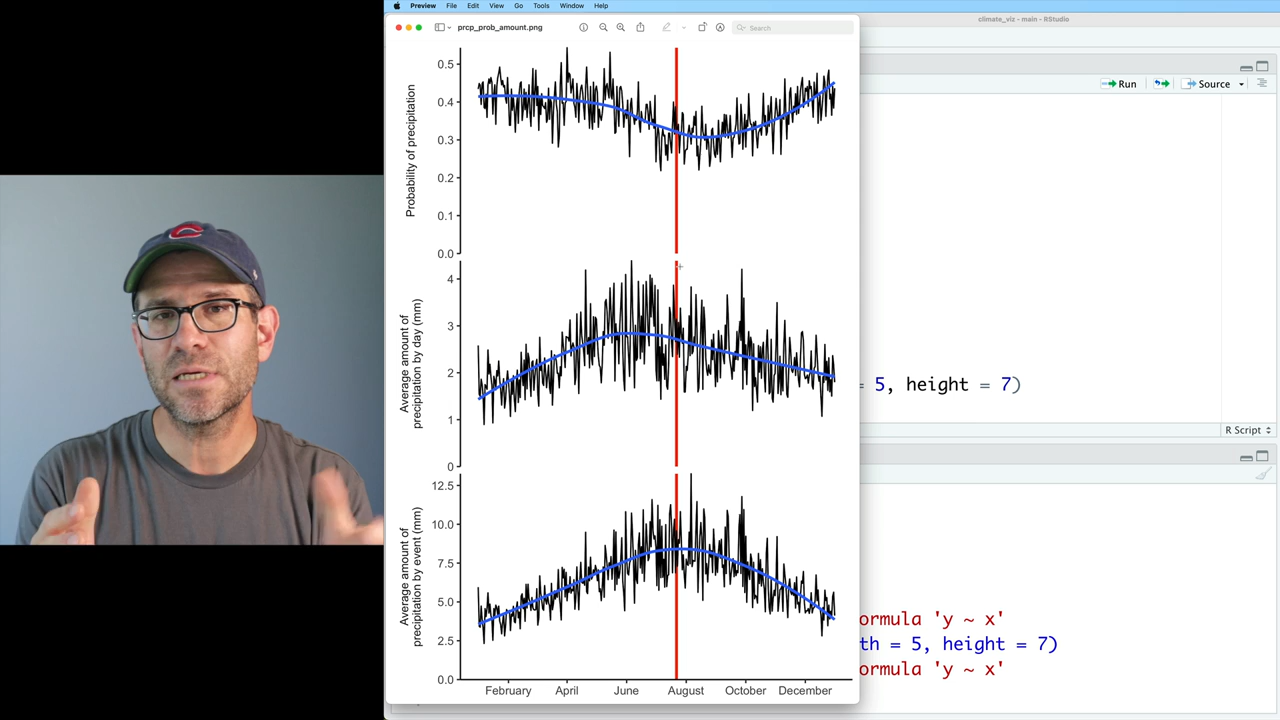 Preview File Edit View Go Tools Window Help
prcp_prob_amount.png
Search
climate_viz - main - RStudio
Run
Source
Probability of precipitation
0.5
0.4
0.3
0.2
0.1
0.0
Average amount of
precipitation by day (mm)
4
3
2
1
0
Average amount of
precipitation by event (mm)
12.5
10.0
7.5
5.0
2.5
0.0
February April June August October December
= 5, height = 7)
R Script
ormula 'y ~ x'
th = 5, height = 7)
ormula 'y ~ x'
C